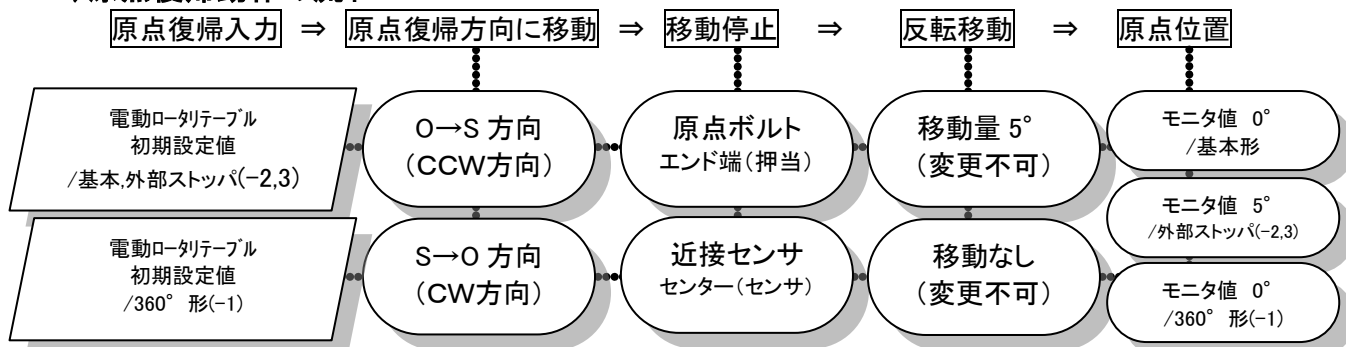 原点復帰入力 ⇒ 原点復帰方向に移動 ⇒ 移動停止 ⇒ 反転移動 ⇒ 原点位置
電動ロータリテーブル
初期設定値
/基本,外部ストッパ(−2,3)
O→S 方向
(CCW方向)
原点ボルト
エンド端(押当)
移動量 5°
(変更不可)
モニタ値 0°
/基本形
モニタ値 5°
/外部ストッパ(−2,3)
電動ロータリテーブル
初期設定値
/360° 形(−1)
S→O 方向
(CW方向)
近接センサ
センター(センサ)
移動なし
(変更不可)
モニタ値 0°
/360° 形(−1)